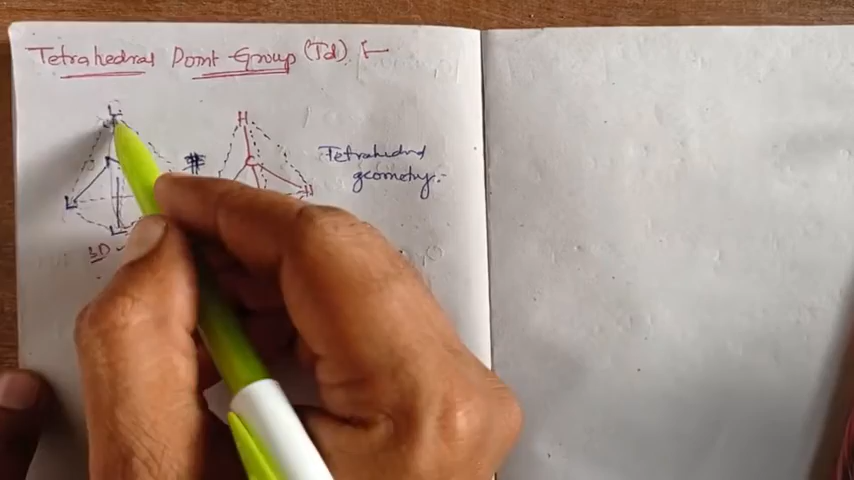 Tetrahedral Point-Group (Td) :-
L
H
Tetrahedral
geometry:-
L
H
L
3D